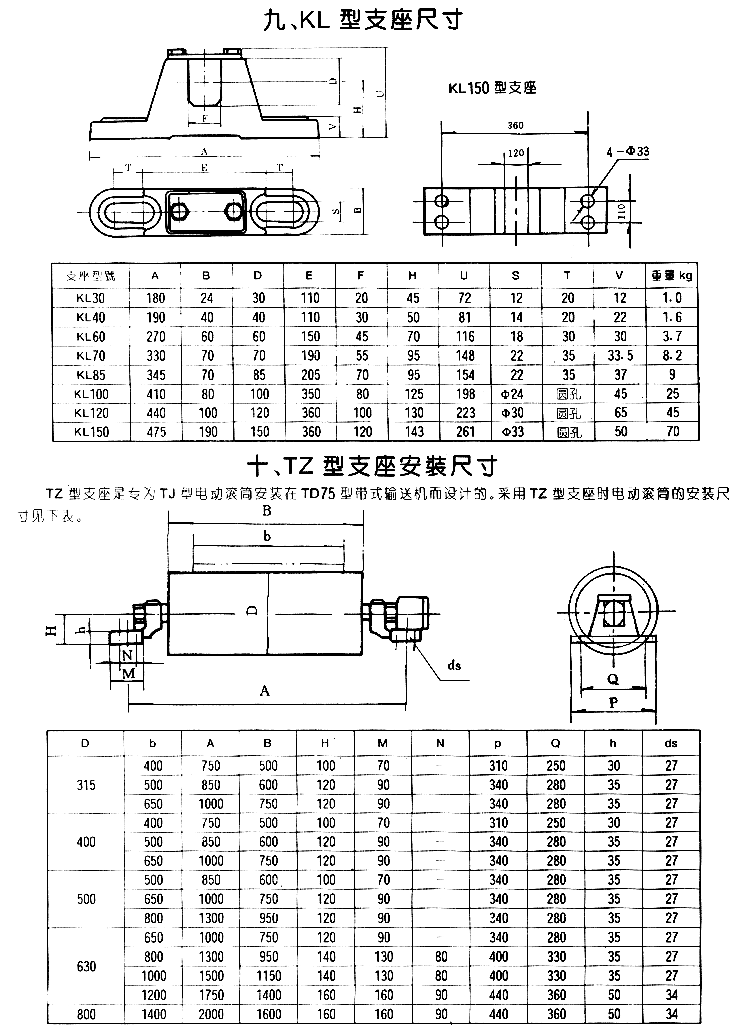 九、KL 型支座尺寸
D
H
U
V
F
A
T
E
T
S
B
KL150 型支座
360
120
4-Φ33
110
支座型號 A B D E F H U S T V 重量 kg
KL30 180 24 30 110 20 45 72 12 20 12 1.0
KL40 190 40 40 110 30 50 81 14 20 22 1.6
KL60 270 60 60 150 45 70 116 18 30 30 3.7
KL70 330 70 70 190 55 95 148 22 35 33.5 8.2
KL85 345 70 85 205 70 95 154 22 35 37 9
KL100 410 80 100 350 80 125 198 Φ24 圆孔 45 25
KL120 440 100 120 360 100 130 223 Φ30 圆孔 65 45
KL150 475 190 150 360 120 143 261 Φ33 圆孔 50 70
十、TZ 型支座安裝尺寸
TZ 型支座是专为 TJ 型电动滚筒安装在 TD75 型带式输送机而设计的。采用 TZ 型支座时电动滚筒的安装尺
寸见下表。
B
b
D
H
h
N
M
A
ds
Q
P
D b A B H M N p Q h ds
315 400 750 500 100 70 — 310 250 30 27
500 850 600 120 90 — 340 280 35 27
650 1000 750 120 90 — 340 280 35 27
400 400 750 500 100 70 — 310 250 30 27
500 850 600 120 90 — 340 280 35 27
650 1000 750 120 90 — 340 280 35 27
500 500 850 600 100 70 — 340 280 35 27
650 1000 750 120 90 — 340 280 35 27
800 1300 950 120 90 — 340 280 35 27
630 650 1000 750 120 90 — 340 280 35 27
800 1300 950 140 130 80 400 330 35 27
1000 1500 1150 140 130 80 400 330 35 27
1200 1750 1400 160 160 90 440 360 50 34
800 1400 2000 1600 160 160 90 440 360 50 34